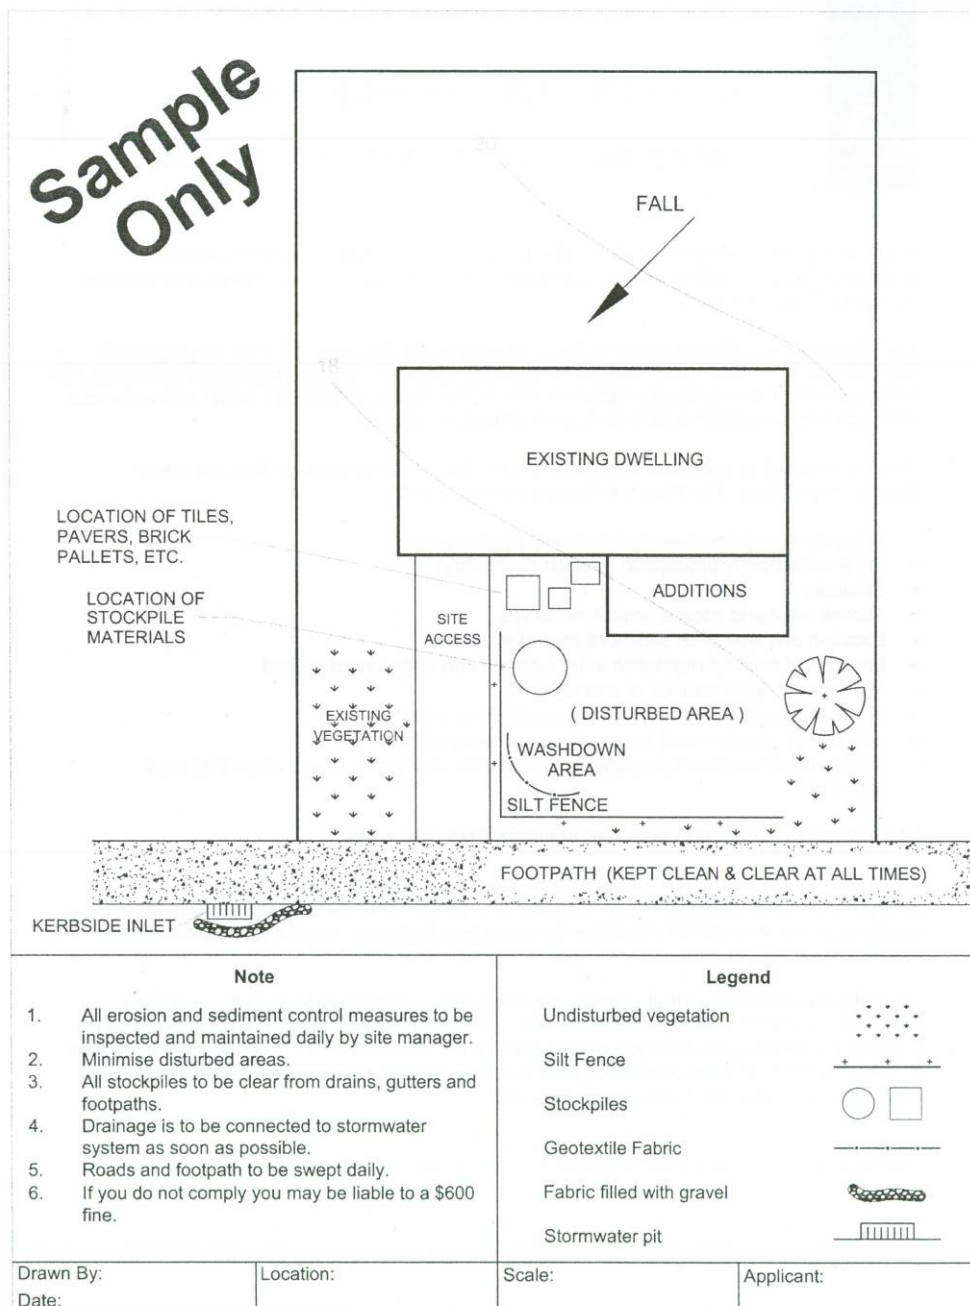 Sample
Only
20
FALL
18
EXISTING DWELLING
LOCATION OF TILES,
PAVERS, BRICK
PALLETS, ETC.
ADDITIONS
LOCATION OF
STOCKPILE
MATERIALS
SITE
ACCESS
EXISTING
VEGETATION
( DISTURBED AREA )
WASHDOWN
AREA
SILT FENCE
FOOTPATH (KEPT CLEAN & CLEAR AT ALL TIMES)
KERBSIDE INLET
Note
1. All erosion and sediment control measures to be
inspected and maintained daily by site manager.
2. Minimise disturbed areas.
3. All stockpiles to be clear from drains, gutters and
footpaths.
4. Drainage is to be connected to stormwater
system as soon as possible.
5. Roads and footpath to be swept daily.
6. If you do not comply you may be liable to a $600
fine.
Legend
Undisturbed vegetation
Silt Fence
Stockpiles
Geotextile Fabric
Fabric filled with gravel
Stormwater pit
Drawn By:
Date:
Location:
Scale:
Applicant: